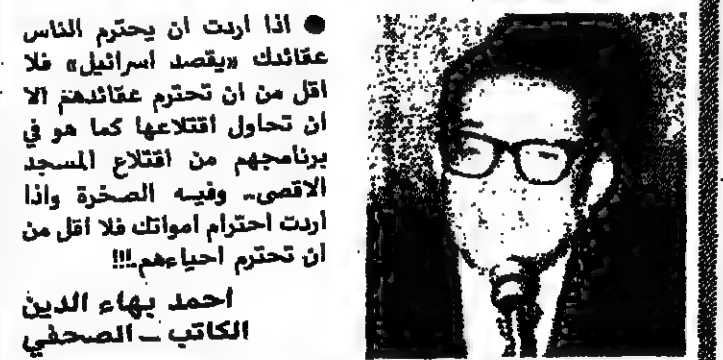 ● اذا اردت ان يحترم الناس
عقائدك «يقصد اسرائيل» فلا
اقل من ان تحترم عقائدهم الا
ان تحاول اقتلاعها كما هو في
برنامجهم من اقتلاع المسجد
الاقصى.. وفيه الصخرة واذا
اردت احترام امواتك فلا اقل من
ان تحترم احياءهم.!!!
احمد بهاء الدين
الكاتب ــ الصحفي